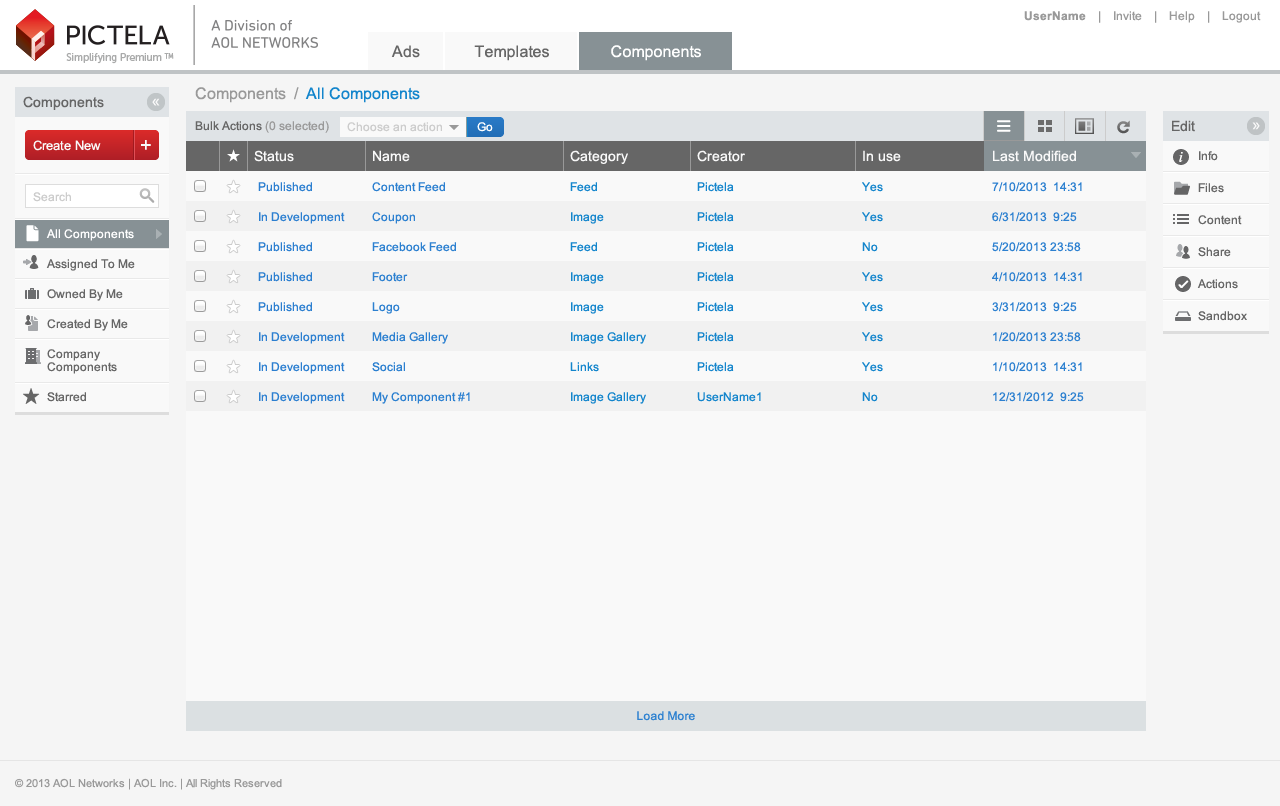 PICTELA
Simplifying Premium ™
A Division of
AOL NETWORKS
Ads Templates Components
UserName | Invite | Help | Logout
Components
Create New +
Search
All Components
Assigned To Me
Owned By Me
Created By Me
Company
Components
Starred
Components / All Components
Bulk Actions (0 selected) Choose an action Go
★ Status Name Category Creator In use Last Modified
Published Content Feed Feed Pictela Yes 7/10/2013 14:31
In Development Coupon Image Pictela Yes 6/31/2013 9:25
Published Facebook Feed Feed Pictela No 5/20/2013 23:58
Published Footer Image Pictela Yes 4/10/2013 14:31
Published Logo Image Pictela Yes 3/31/2013 9:25
In Development Media Gallery Image Gallery Pictela Yes 1/20/2013 23:58
In Development Social Links Pictela Yes 1/10/2013 14:31
In Development My Component #1 Image Gallery UserName1 No 12/31/2012 9:25
Load More
Edit
Info
Files
Content
Share
Actions
Sandbox
© 2013 AOL Networks | AOL Inc. | All Rights Reserved